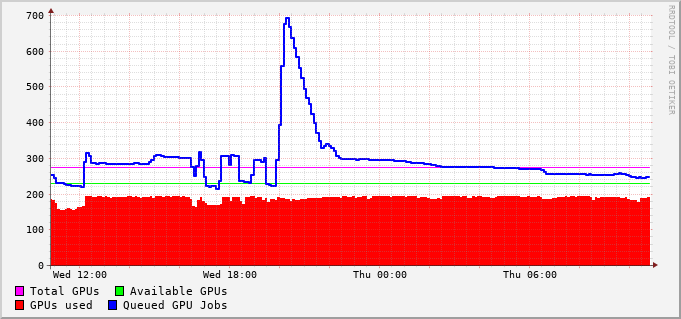 700
600
500
400
300
200
100
0
Wed 12:00 Wed 18:00 Thu 00:00 Thu 06:00
Total GPUs Available GPUs
GPUs used Queued GPU Jobs
RRDTOOL / TOBI OETIKER